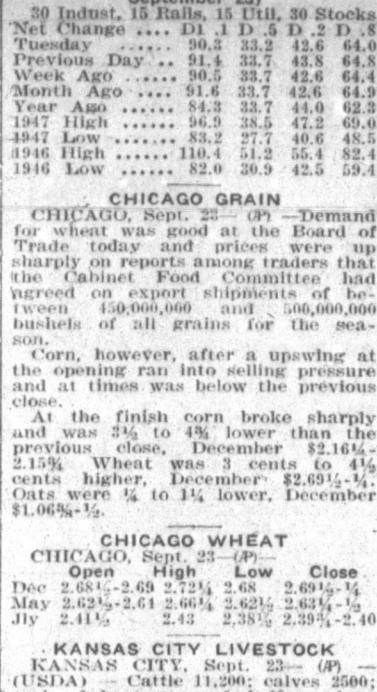 September 23)
30 Indust, 15 Rails, 15 Util, 30 Stocks
Net Change .... D1 .1 D .5 D .2 D .8
Tuesday ...... 90.3 33.2 42.6 64.0
Previous Day .. 91.4 33.7 43.8 64.8
Week Ago ...... 90.5 33.7 42.6 64.4
Month Ago ..... 91.6 33.7 42.6 64.9
Year Ago ...... 84.3 33.7 44.0 62.3
1947 High ...... 96.9 38.5 47.2 69.0
1947 Low ...... 83.2 27.7 40.6 48.5
1946 High ...... 110.4 51.2 55.4 82.4
1946 Low ...... 82.0 30.9 42.5 59.4
CHICAGO GRAIN
CHICAGO, Sept. 23— (AP) —Demand
for wheat was good at the Board of
Trade today and prices were up
sharply on reports among traders that
the Cabinet Food Committee had
agreed on export shipments of be-
tween 450,000,000 and 500,000,000
bushels of all grains for the sea-
son.
Corn, however, after a upswing at
the opening ran into selling pressure
and at times was below the previous
close.
At the finish corn broke sharply
and was 3½ to 4¾ lower than the
previous close, December $2.16¼-
2.15¾ Wheat was 3 cents to 4½
cents higher, December $2.69½-¼.
Oats were ¼ to 1¼ lower, December
$1.06¾-½.
CHICAGO WHEAT
CHICAGO, Sept. 23—(AP)—
Open High Low Close
Dec 2.68½-2.69 2.72¼ 2.68 2.69½-¼
May 2.62½-2.64 2.66¼ 2.62½ 2.63¼-½
Jly 2.41½ 2.43 2.38½ 2.39¾-2.40
KANSAS CITY LIVESTOCK
KANSAS CITY, Sept. 23— (AP) —
(USDA) — Cattle 11,200; calves 2500;